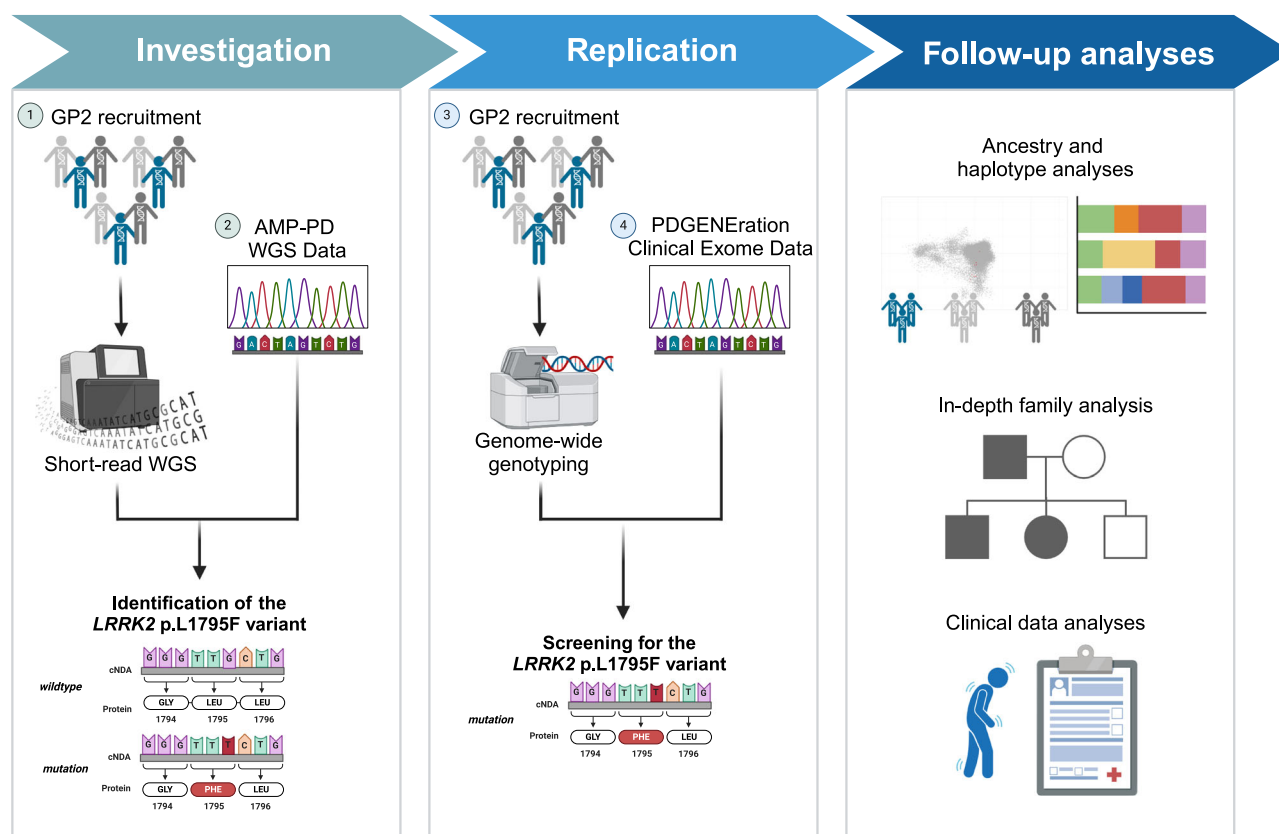 Investigation
Replication
Follow-up analyses
1
GP2 recruitment
2
AMP-PD
WGS Data
G A C T A G T C T G
Short-read WGS
Identification of the
LRRK2 p.L1795F variant
G G G T T G C T G
cNDA
wildtype
Protein
GLY LEU LEU
1794 1795 1796
G G G T T T C T G
cNDA
mutation
Protein
GLY PHE LEU
1794 1795 1796
3
GP2 recruitment
4
PDGENEration
Clinical Exome Data
G A C T A G T C T G
Genome-wide
genotyping
Screening for the
LRRK2 p.L1795F variant
G G G T T T C T G
cNDA
mutation
Protein
GLY PHE LEU
1794 1795 1796
Ancestry and
haplotype analyses
In-depth family analysis
Clinical data analyses